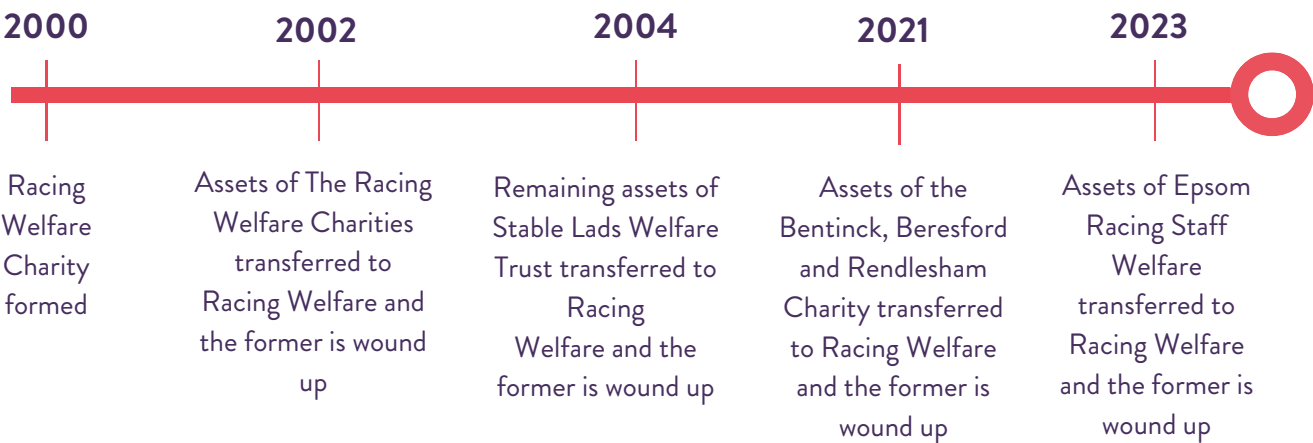 2000
Racing
Welfare
Charity
formed
2002
Assets of The Racing
Welfare Charities
transferred to
Racing Welfare and
the former is wound
up
2004
Remaining assets of
Stable Lads Welfare
Trust transferred to
Racing
Welfare and the
former is wound up
2021
Assets of the
Bentinck, Beresford
and Rendlesham
Charity transferred
to Racing Welfare
and the former is
wound up
2023
Assets of Epsom
Racing Staff
Welfare
transferred to
Racing Welfare
and the former is
wound up